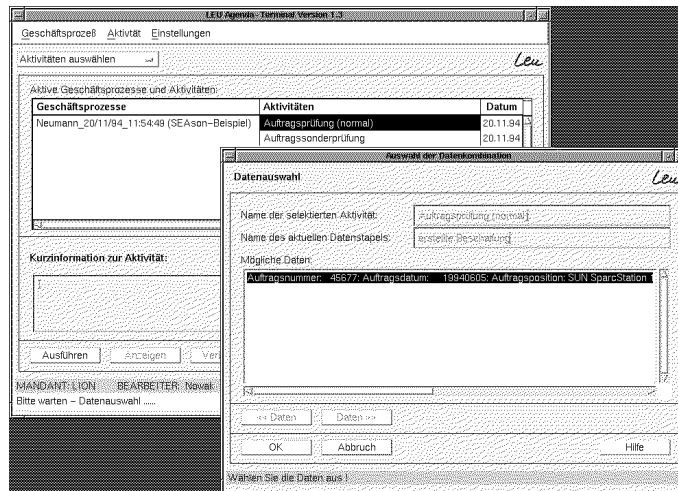 LEU Agenda-Terminal Version 1.3
Geschäftsprozeß Aktivtät Einstellungen
Aktivitäten auswählen
Leu
Aktive Geschäftsprozesse und Aktivitäten:
Geschäftsprozesse Aktivitäten Datum
Neumann_20/11/94_11:54:49 (SEAson-Beispiel) Auftragsprüfung (normal) 20.11.94
Auftragssonderprüfung 20.11.94
Kurzinformation zur Aktivität:
Ausführen Anzeigen
MANDANT: LION BEARBEITER: Nowak
Bitte warten – Datenauswahl ......
Auswahl der Datenkombination
Datenauswahl Leu
Name der selektierten Aktivität: Auftragsprüfung (normal)
Name des aktuellen Datenstapels: erstellte Beschaffung
Mögliche Daten:
Auftragsnummer: 45677: Auftragsdatum: 19940605: Auftragsposition: SUN SparcStation
<< Daten Daten >>
OK Abbruch Hilfe
Wählen Sie die Daten aus !